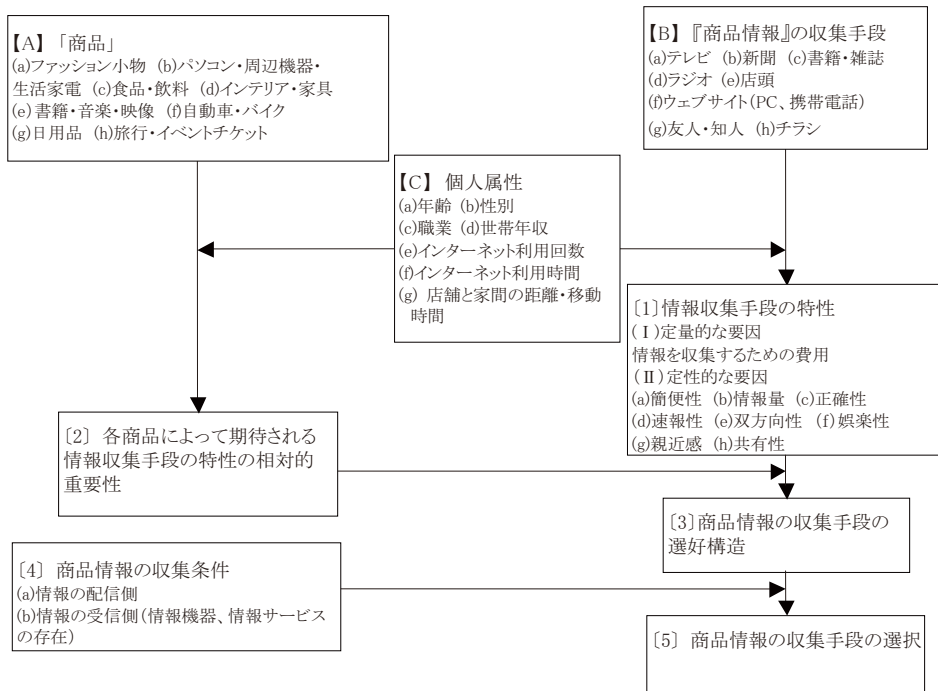 【A】「商品」
(a)ファッション小物 (b)パソコン・周辺機器・
生活家電 (c)食品・飲料 (d)インテリア・家具
(e)書籍・音楽・映像 (f)自動車・バイク
(g)日用品 (h)旅行・イベントチケット
【B】『商品情報』の収集手段
(a)テレビ (b)新聞 (c)書籍・雑誌
(d)ラジオ (e)店頭
(f)ウェブサイト(PC、携帯電話)
(g)友人・知人 (h)チラシ
【C】 個人属性
(a)年齢 (b)性別
(c)職業 (d)世帯年収
(e)インターネット利用回数
(f)インターネット利用時間
(g) 店舗と家間の距離・移動
時間
〔1〕情報収集手段の特性
(Ⅰ)定量的な要因
情報を収集するための費用
(Ⅱ)定性的な要因
(a)簡便性 (b)情報量 (c)正確性
(d)速報性 (e)双方向性 (f)娯楽性
(g)親近感 (h)共有性
〔2〕 各商品によって期待される
情報収集手段の特性の相対的
重要性
〔3〕商品情報の収集手段の
選好構造
〔4〕 商品情報の収集条件
(a)情報の配信側
(b)情報の受信側(情報機器、情報サービス
の存在)
〔5〕 商品情報の収集手段の選択